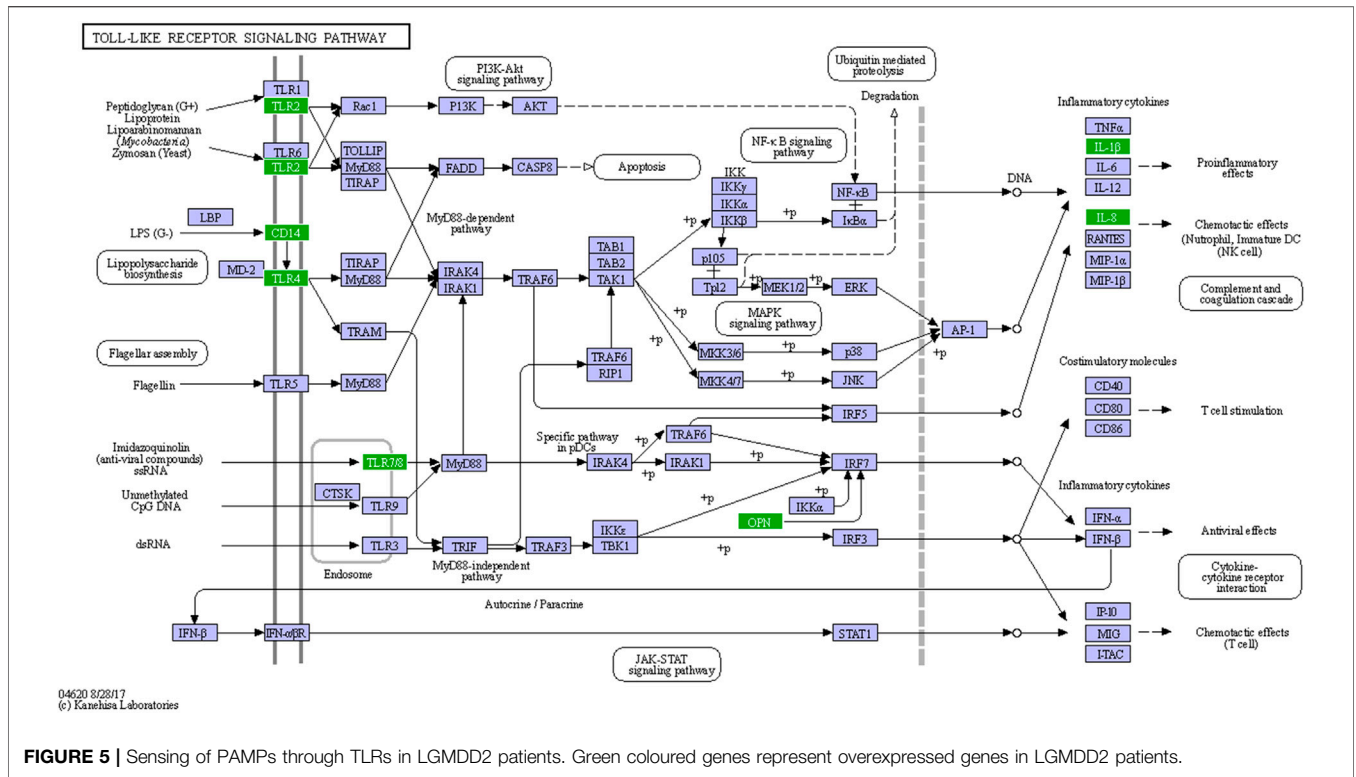 TOLL-LIKE RECEPTOR SIGNALING PATHWAY
PI3K-Akt
signaling pathway
Ubiquitin mediated
proteolysis
Degradation
Inflammatory cytokines
Peptidoglycan (G+)
Lipoprotein
Lipoarabinomannan
(Mycobacteria)
Zymosan (Yeast)
TLR1
TLR2
TLR6
TLR2
Rac1
PI3K
AKT
TOLLIP
MyD88
TIRAP
FADD
CASP8
Apoptosis
NF-κB signaling
pathway
IKK
IKKγ
IKKα
IKKβ
+p
+p
NF-κB
IκBα
DNA
TNFα
IL-1β
IL-6
IL-12
Proinflammatory
effects
IL-8
RANTES
MIP-1α
MIP-1β
Chemotactic effects
(Nutrophil, Immature DC
(NK cell)
Complement and
coagulation cascade
LBP
LPS (G-)
CD14
Lipopolysaccharide
biosynthesis
MD-2
TLR4
MyD88-dependent
pathway
TIRAP
MyD88
IRAK4
IRAK1
TRAF6
TAB1
TAB2
TAK1
p105
Tpl2
+p
MEK1/2
+p
ERK
MAPK
signaling pathway
AP-1
TRAM
Flagellar assembly
Flagellin
TLR5
MyD88
TRAF6
RIP1
+p
+p
MKK3/6
+p
p38
+p
MKK4/7
+p
JNK
Costimulatory molecules
CD40
CD80
CD86
T cell stimulation
IRF5
Imidazoquinolin
(anti-viral compounds)
ssRNA
TLR7/8
MyD88
Specific pathway
in pDCs
IRAK4
+p
TRAF6
+p
IRAK1
+p
+p
IRF7
Unmethylated
CpG DNA
CTSK
TLR9
+p
IKKα
+p
OPN
Inflammatory cytokines
IFN-α
IFN-β
Antiviral effects
dsRNA
TLR3
TRIF
TRAF3
IKKε
TBK1
+p
IRF3
Endosome
MyD88-independent
pathway
Cytokine-
cytokine receptor
interaction
Autocrine / Paracrine
IFN-β
IFN-αβR
STAT1
IP-10
MIG
I-TAC
Chemotactic effects
(T cell)
JAK-STAT
signaling pathway
04620 8/28/17
(c) Kanehisa Laboratories
FIGURE 5 | Sensing of PAMPs through TLRs in LGMDD2 patients. Green coloured genes represent overexpressed genes in LGMDD2 patients.